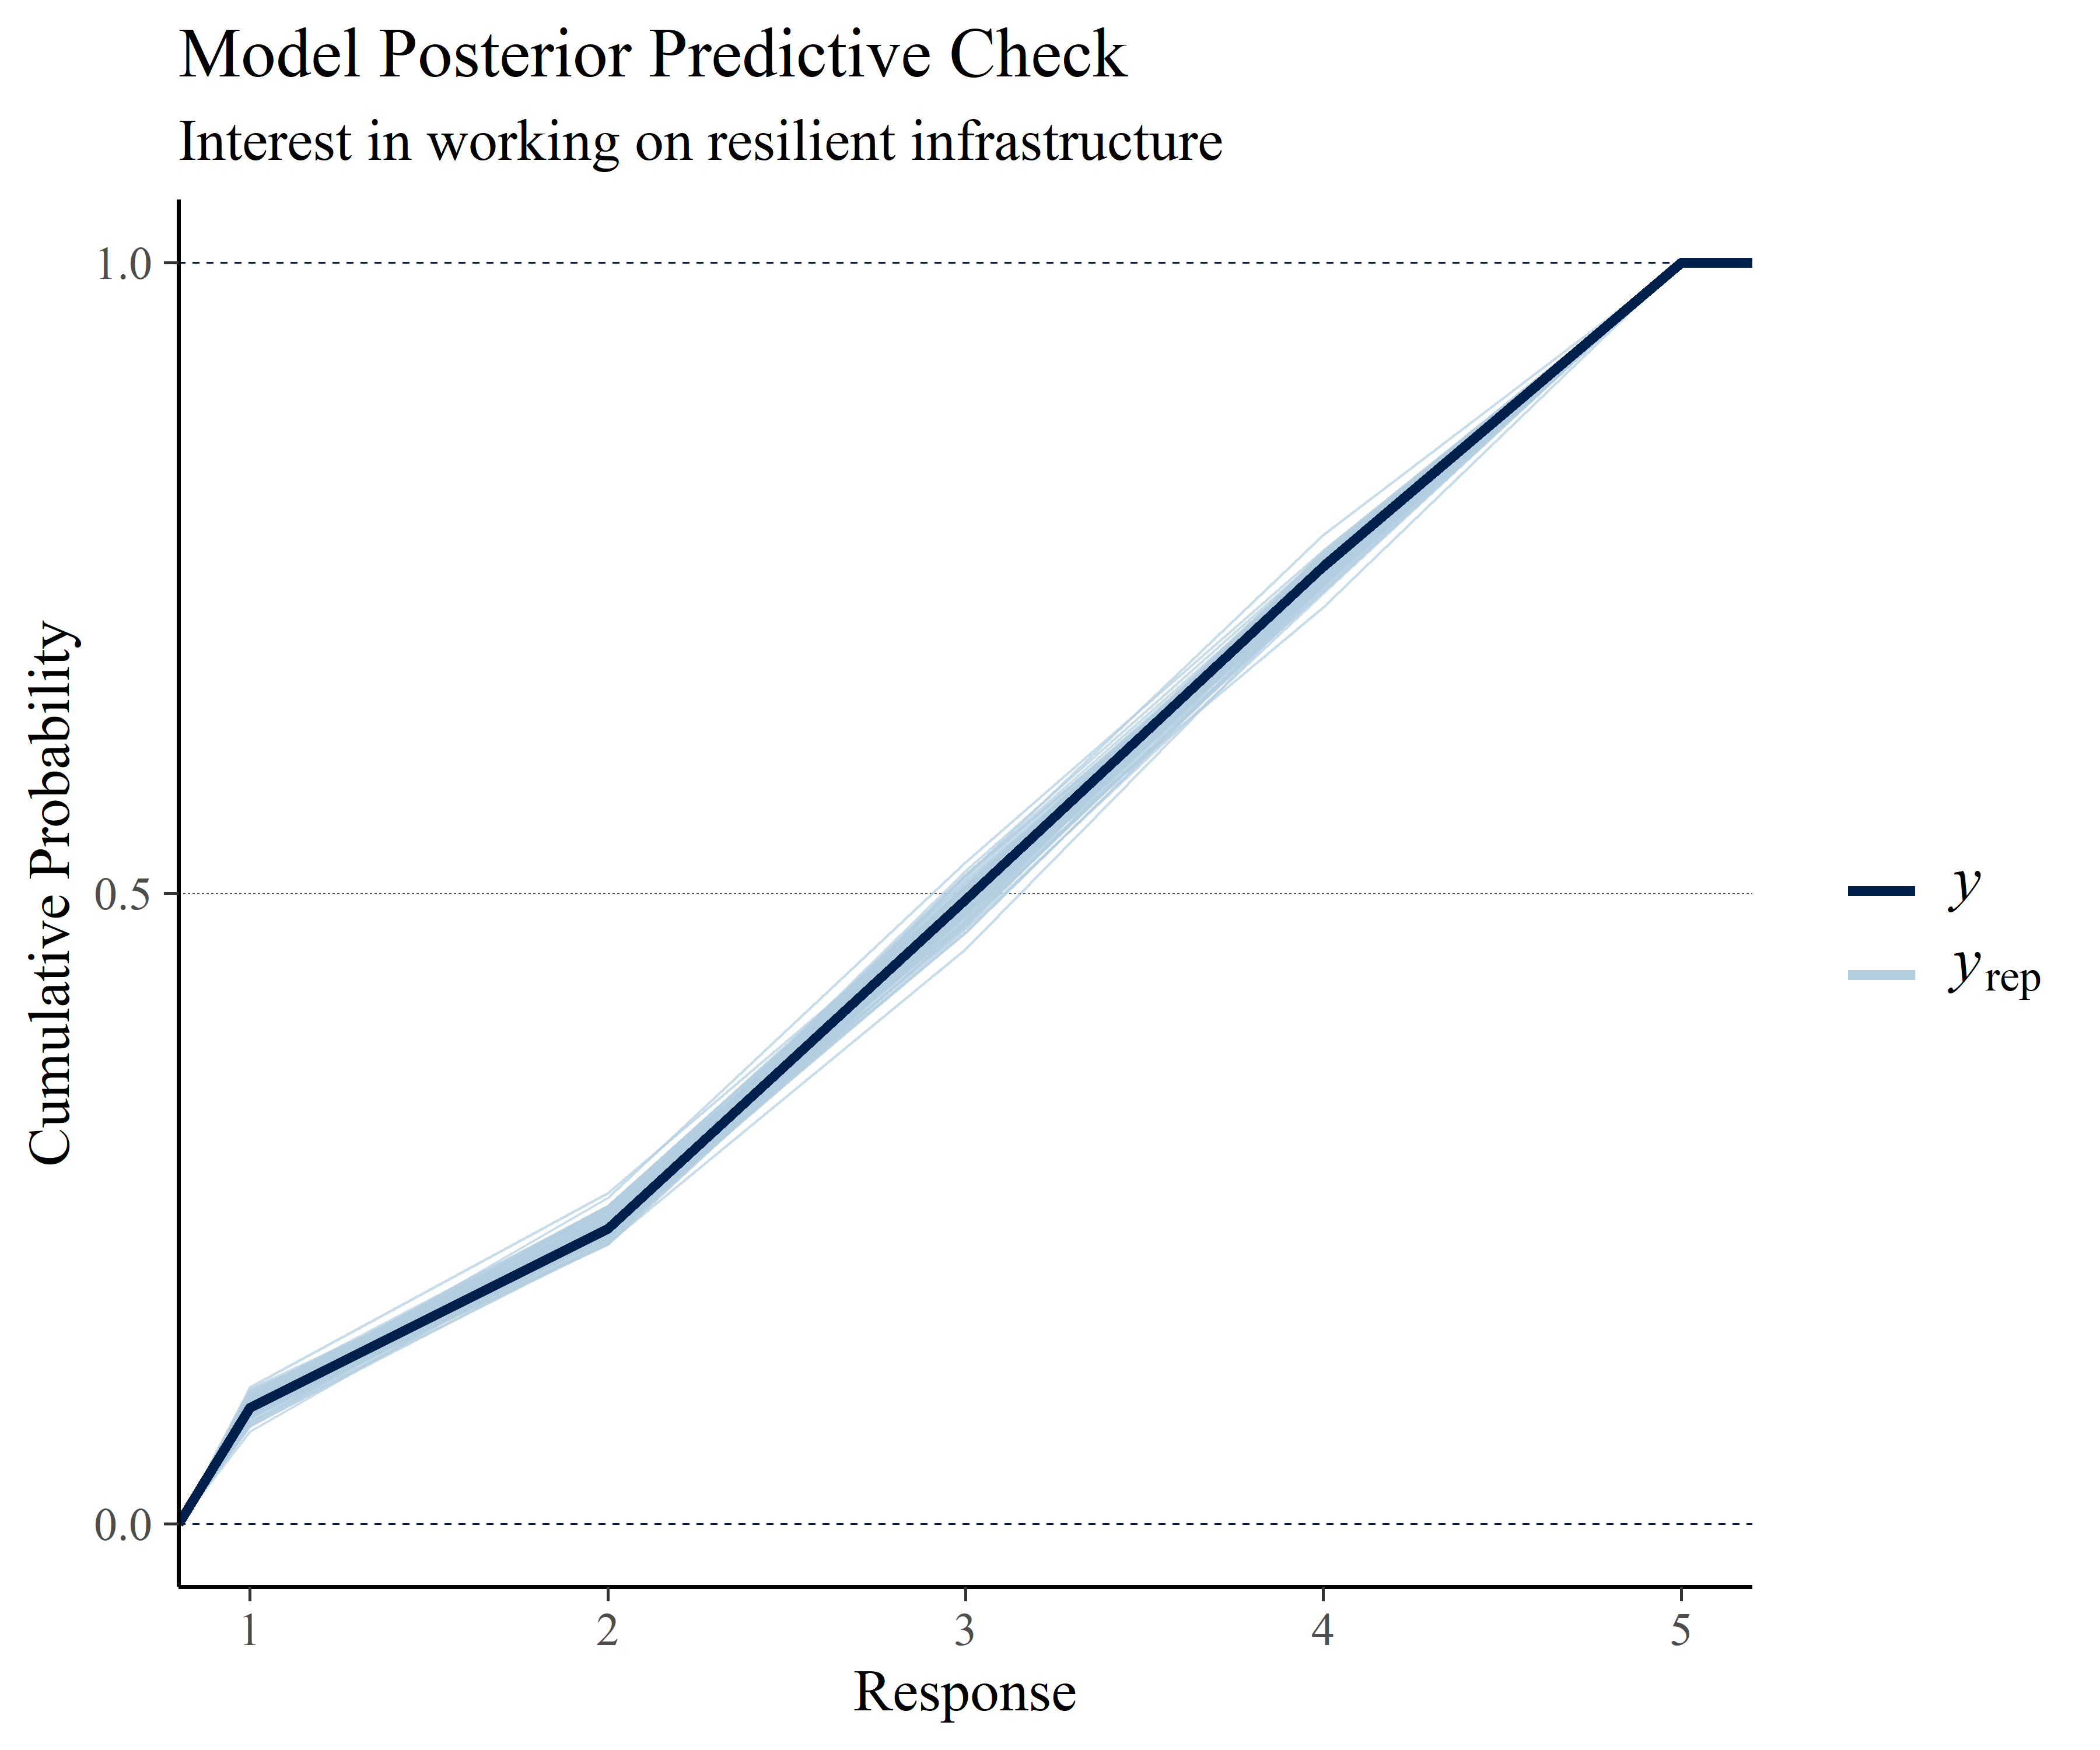 Model Posterior Predictive Check
Interest in working on resilient infrastructure
Cumulative Probability
1.0
0.5
0.0
1 2 3 4 5
Response
y
yrep